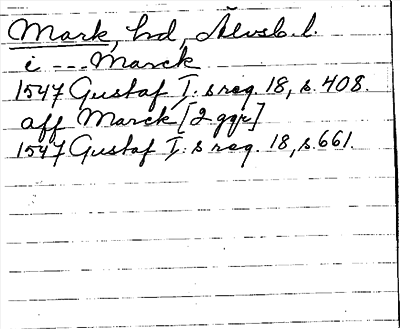 Mark, hd, Älvsb. l.
i --- Marck
1547 Gustaf I:s reg. 18, s. 408.
aff Marck [2 ggr]
1547 Gustaf I:s reg. 18, s. 661.